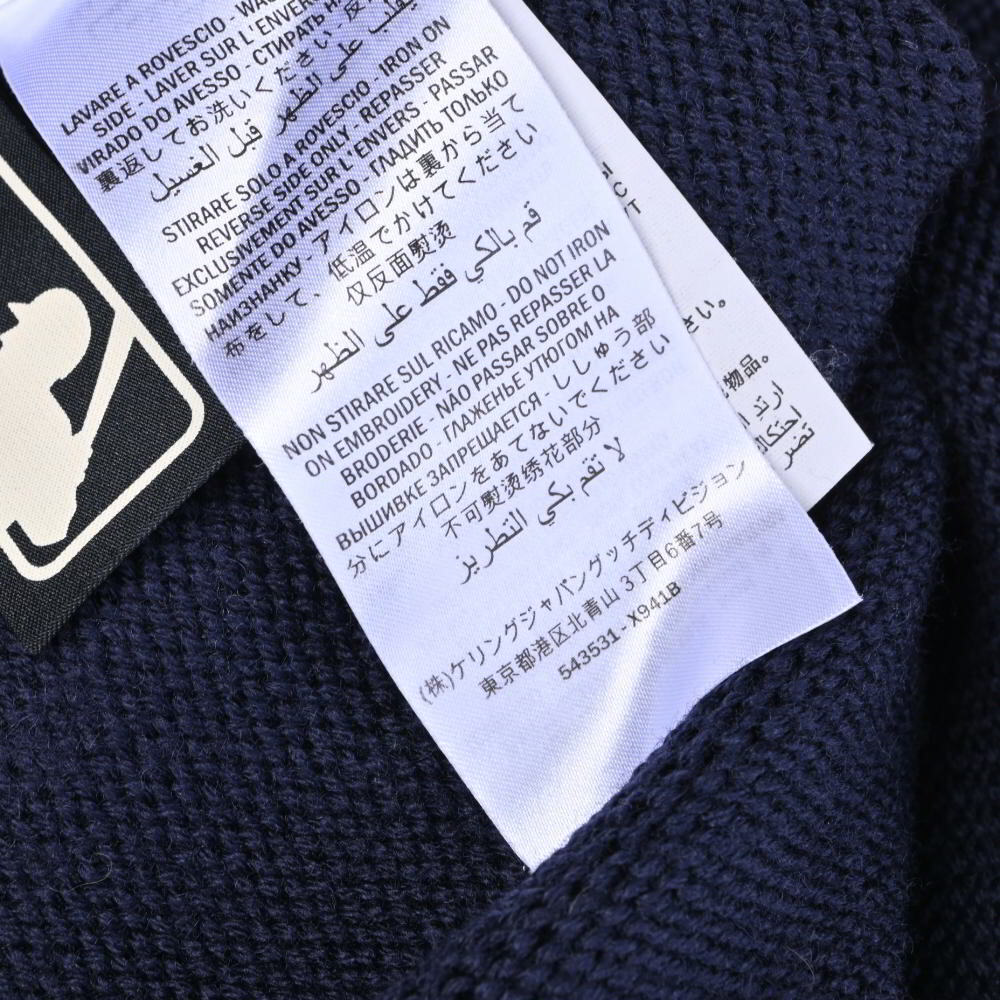 LAVARE A ROVESCIO - WA
SIDE - LAVER SUR L'ENVER
VIRADO DO AVESSO - СТИРАТЬ Н
裏返してお洗いください - 反
قلب على الظهر
قبل الغسيل
STIRARE SOLO A ROVESCIO - IRON ON
REVERSE SIDE ONLY - REPASSER
EXCLUSIVEMENT SUR L'ENVERS - PASSAR
SOMENTE DO AVESSO - ГЛАДИТЬ ТОЛЬКО
НАИЗНАНКУ - アイロンは裏から当て
布をして、低温でかけてください
仅反面熨烫
قم بالكي فقط على الظهر
NON STIRARE SUL RICAMO - DO NOT IRON
ON EMBROIDERY - NE PAS REPASSER LA
BRODERIE - NÃO PASSAR SOBRE O
BORDADO - ГЛАЖЕНЬЕ УТЮГОМ НА
ВЫШИВКЕ ЗАПРЕЩАЕТСЯ - ししゅう部
分にアイロンをあてないでください
不可熨烫绣花部分
لا تقم بكي التطريز
(株)ケリングジャパングッチディビジョン
東京都港区北青山 3丁目6番7号
543531 - X941B
C
T
さい。
物品。